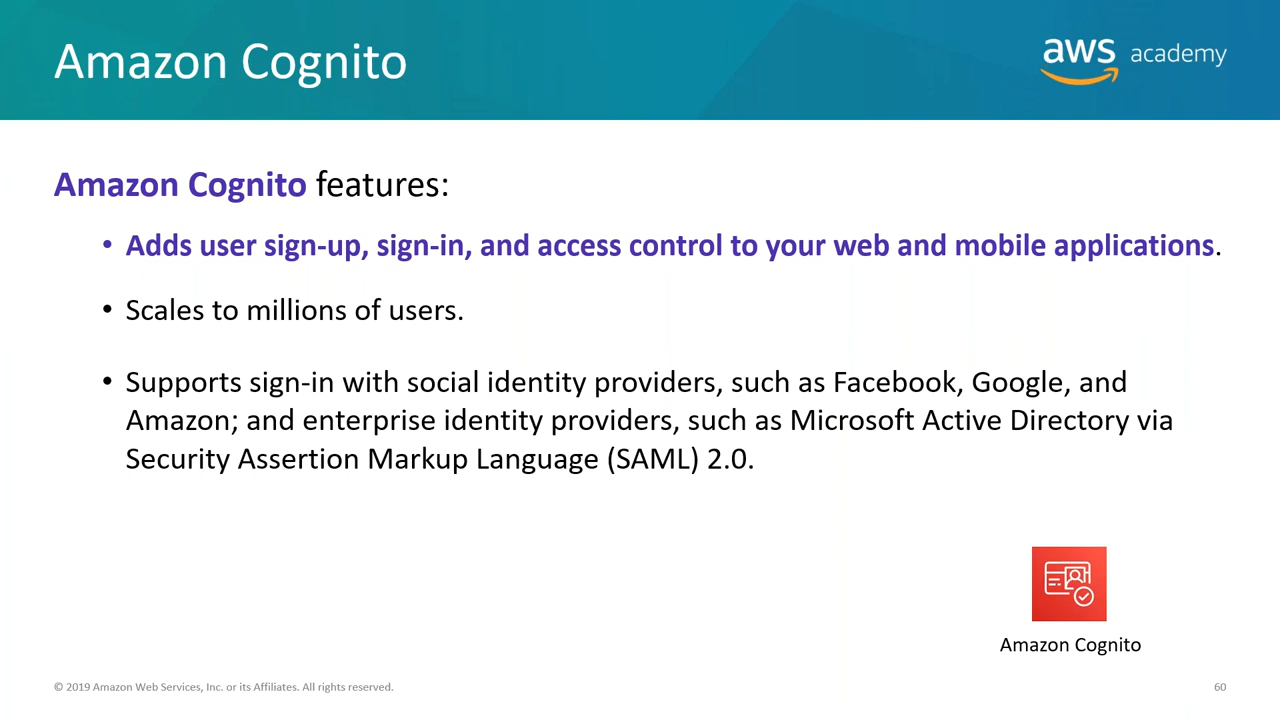 Amazon Cognito
aws academy
Amazon Cognito features:
• Adds user sign-up, sign-in, and access control to your web and mobile applications.
• Scales to millions of users.
• Supports sign-in with social identity providers, such as Facebook, Google, and
Amazon; and enterprise identity providers, such as Microsoft Active Directory via
Security Assertion Markup Language (SAML) 2.0.
Amazon Cognito
© 2019 Amazon Web Services, Inc. or its Affiliates. All rights reserved.
60